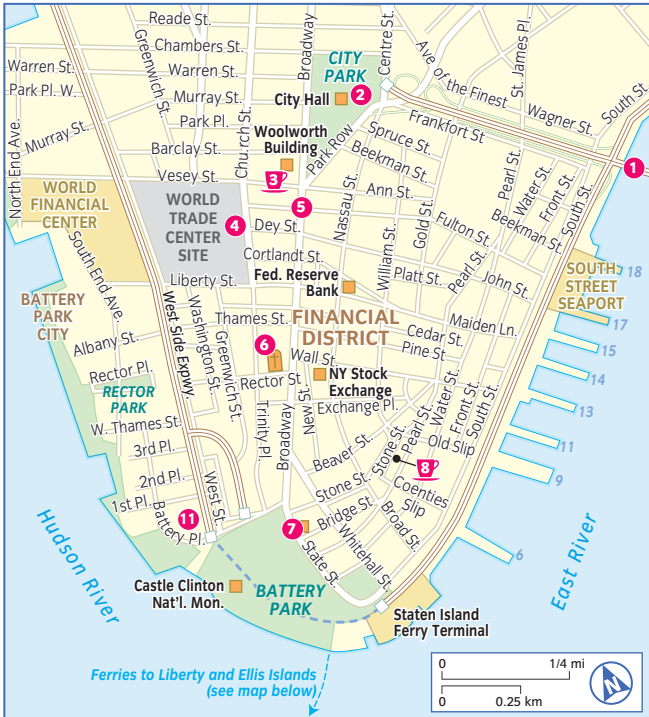 Reade St.
Chambers St.
Warren St.
Warren St.
Park Pl. W.
Murray St.
Murray St.
Park Pl.
Barclay St.
Vesey St.
Greenwich St.
Church St.
Broadway
Centre St.
CITY
PARK
City Hall
2
Woolworth
Building
3
Park Row
Ave of the Finest
St. James Pl.
Wagner St.
South St.
Frankfort St.
1
Spruce St.
Beekman St.
Ann St.
Nassau St.
William St.
Gold St.
Fulton St.
Pearl St.
Water St.
Front St.
South St.
Beekman St.
North End Ave.
WORLD
FINANCIAL
CENTER
WORLD
TRADE
CENTER
SITE
4
5
Dey St.
Cortlandt St.
Fed. Reserve
Bank
Platt St.
Pearl St.
John St.
Maiden Ln.
SOUTH
STREET
SEAPORT
18
17
15
14
13
11
9
6
South End Ave.
BATTERY
PARK
CITY
Liberty St.
West Side Expwy.
Washington St.
Greenwich St.
Thames St.
FINANCIAL
DISTRICT
Cedar St.
Pine St.
Albany St.
Rector Pl.
RECTOR
PARK
6
Wall St.
Rector St.
NY Stock
Exchange
Exchange Pl.
W. Thames St.
3rd Pl.
2nd Pl.
1st Pl.
Battery Pl.
West St.
Trinity Pl.
Broadway
New St.
Beaver St.
Stone St.
Stone St.
Pearl St.
Water St.
Front St.
South St.
Old Slip
8
Coenties
Slip
Bridge St.
Broad St.
Whitehall St.
State St.
7
11
Castle Clinton
Nat'l. Mon.
BATTERY
PARK
Staten Island
Ferry Terminal
Hudson River
East River
Ferries to Liberty and Ellis Islands
(see map below)
0
1/4 mi
0
0.25 km
N